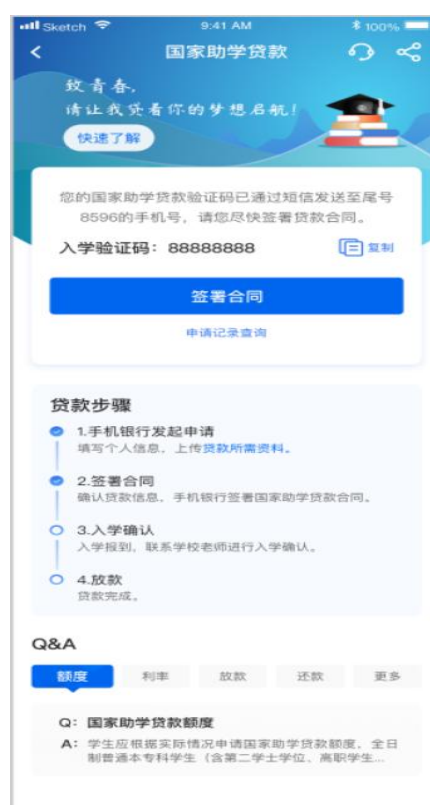 Sketch 9:41 AM 100%
国家助学贷款
致青春，
请让我贷着你的梦想启航！
快速了解
您的国家助学贷款验证码已通过短信发送至尾号
8596的手机号，请您尽快签署贷款合同。
入学验证码：88888888 复制
签署合同
申请记录查询
贷款步骤
1.手机银行发起申请
填写个人信息，上传贷款所需资料。
2.签署合同
确认贷款信息，手机银行签署国家助学贷款合同。
3.入学确认
入学报到，联系学校老师进行入学确认。
4.放款
贷款完成。
Q&A
额度 利率 放款 还款 更多
Q：国家助学贷款额度
A：学生应根据实际情况申请国家助学贷款额度，全日
制普通本专科学生（含第二学士学位、高职学生...